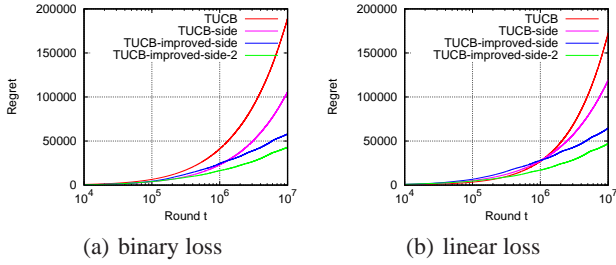 200000
150000
100000
50000
0
Regret
10^4
10^5
10^6
10^7
Round t
TUCB
TUCB-side
TUCB-improved-side
TUCB-improved-side-2
(a) binary loss
200000
150000
100000
50000
0
Regret
10^4
10^5
10^6
10^7
Round t
TUCB
TUCB-side
TUCB-improved-side
TUCB-improved-side-2
(b) linear loss